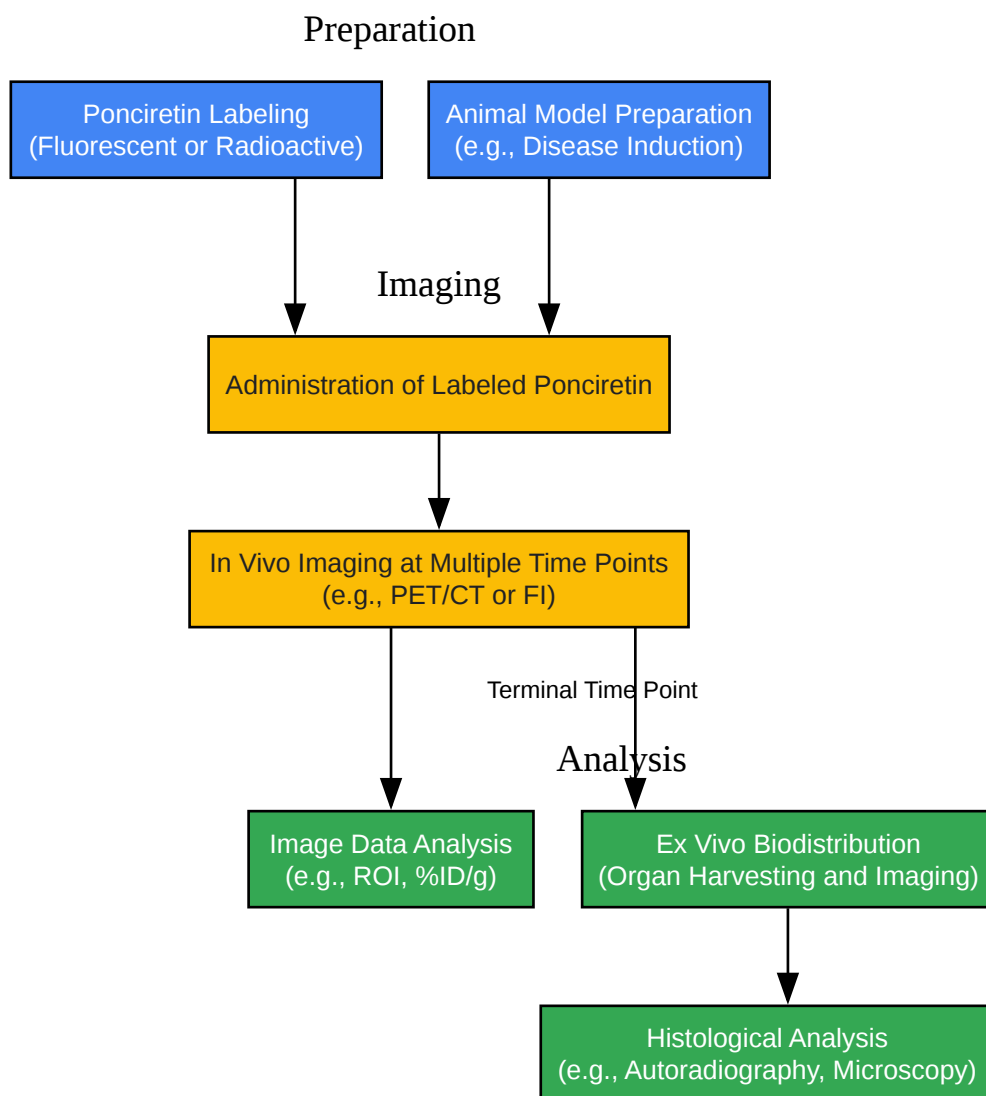 Preparation
Ponciretin Labeling
(Fluorescent or Radioactive)
Animal Model Preparation
(e.g., Disease Induction)
Imaging
Administration of Labeled Ponciretin
In Vivo Imaging at Multiple Time Points
(e.g., PET/CT or FI)
Terminal Time Point
Analysis
Image Data Analysis
(e.g., ROI, %ID/g)
Ex Vivo Biodistribution
(Organ Harvesting and Imaging)
Histological Analysis
(e.g., Autoradiography, Microscopy)